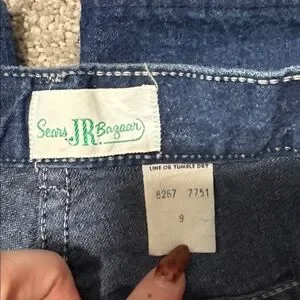 Sears JR Bazaar
LINE OR TUMBLE DRY
8267 7751
9